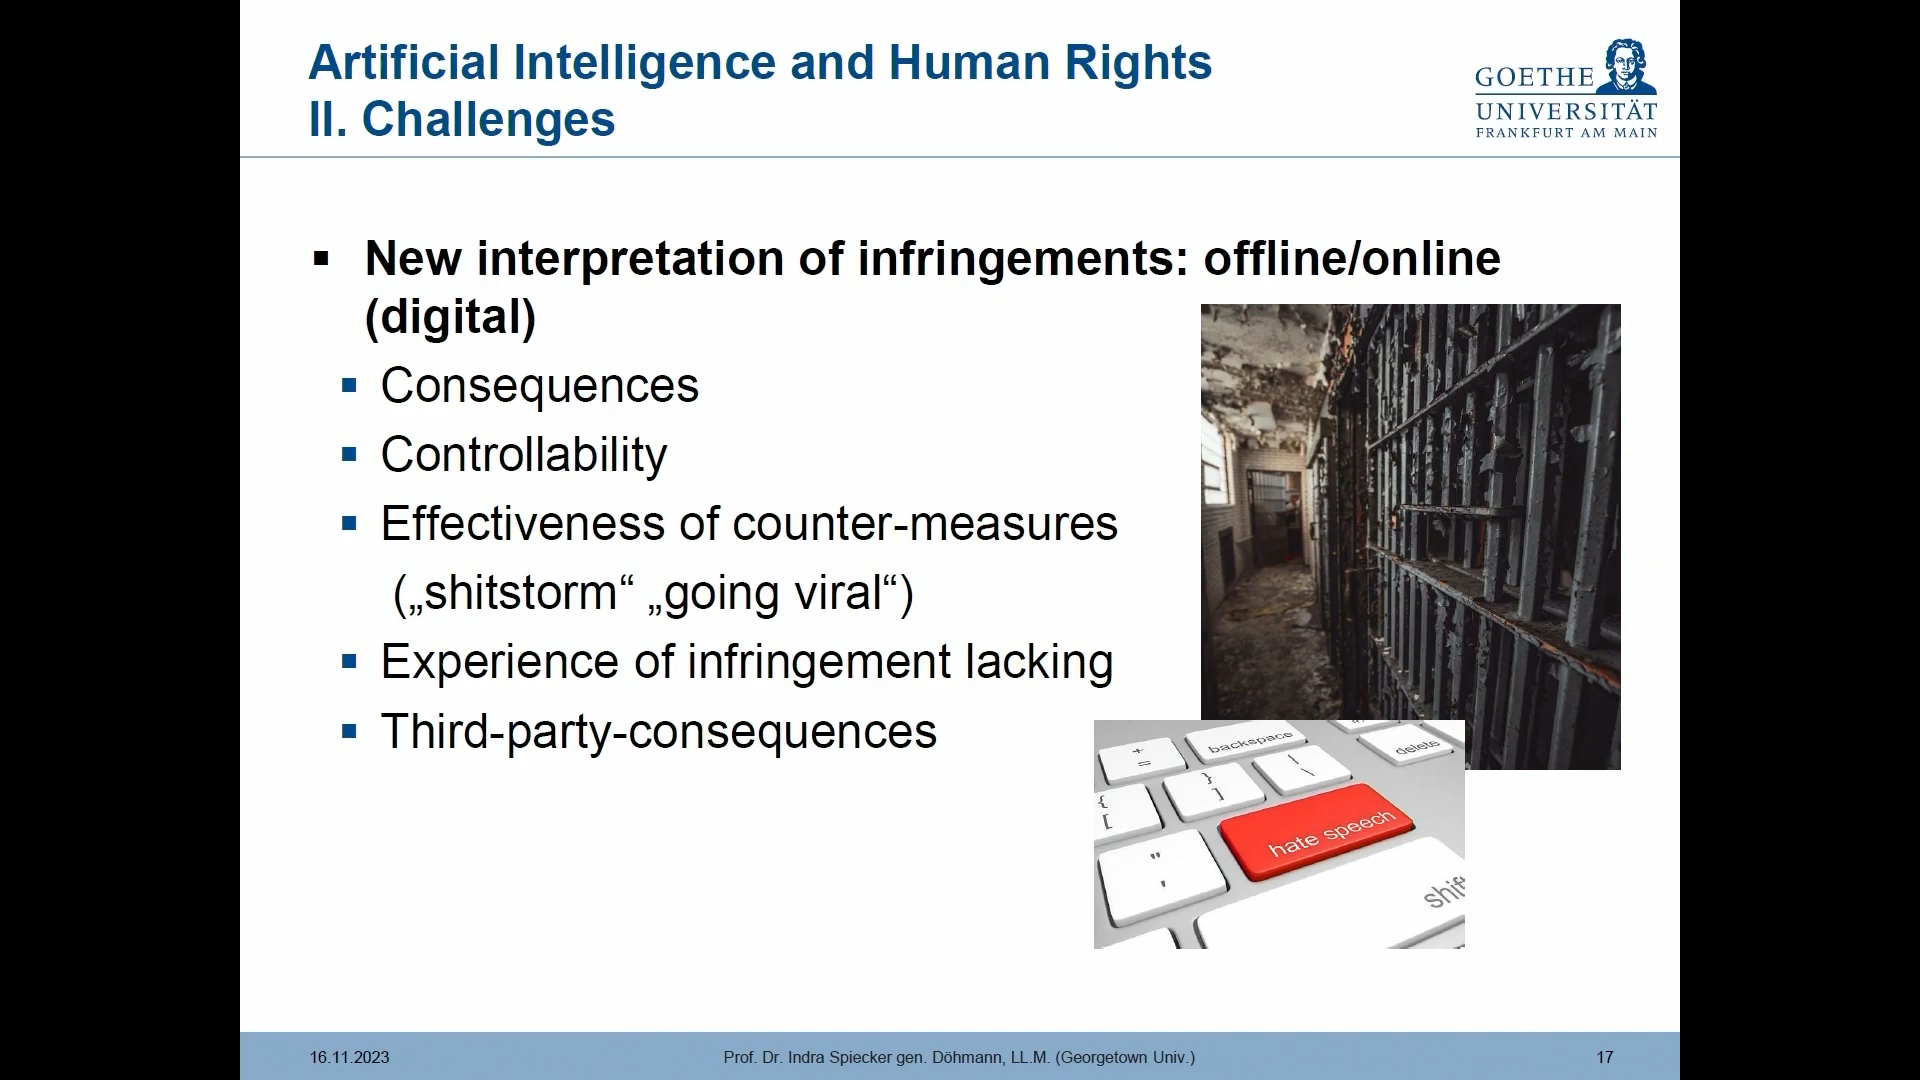 Artificial Intelligence and Human Rights
II. Challenges
GOETHE
UNIVERSITÄT
FRANKFURT AM MAIN
New interpretation of infringements: offline/online
(digital)
Consequences
Controllability
Effectiveness of counter-measures
(„shitstorm“ „going viral“)
Experience of infringement lacking
Third-party-consequences
+
=
backspace
delete
}
]
|
\
{
[
hate speech
"
,
shift
16.11.2023
Prof. Dr. Indra Spiecker gen. Döhmann, LL.M. (Georgetown Univ.)
17